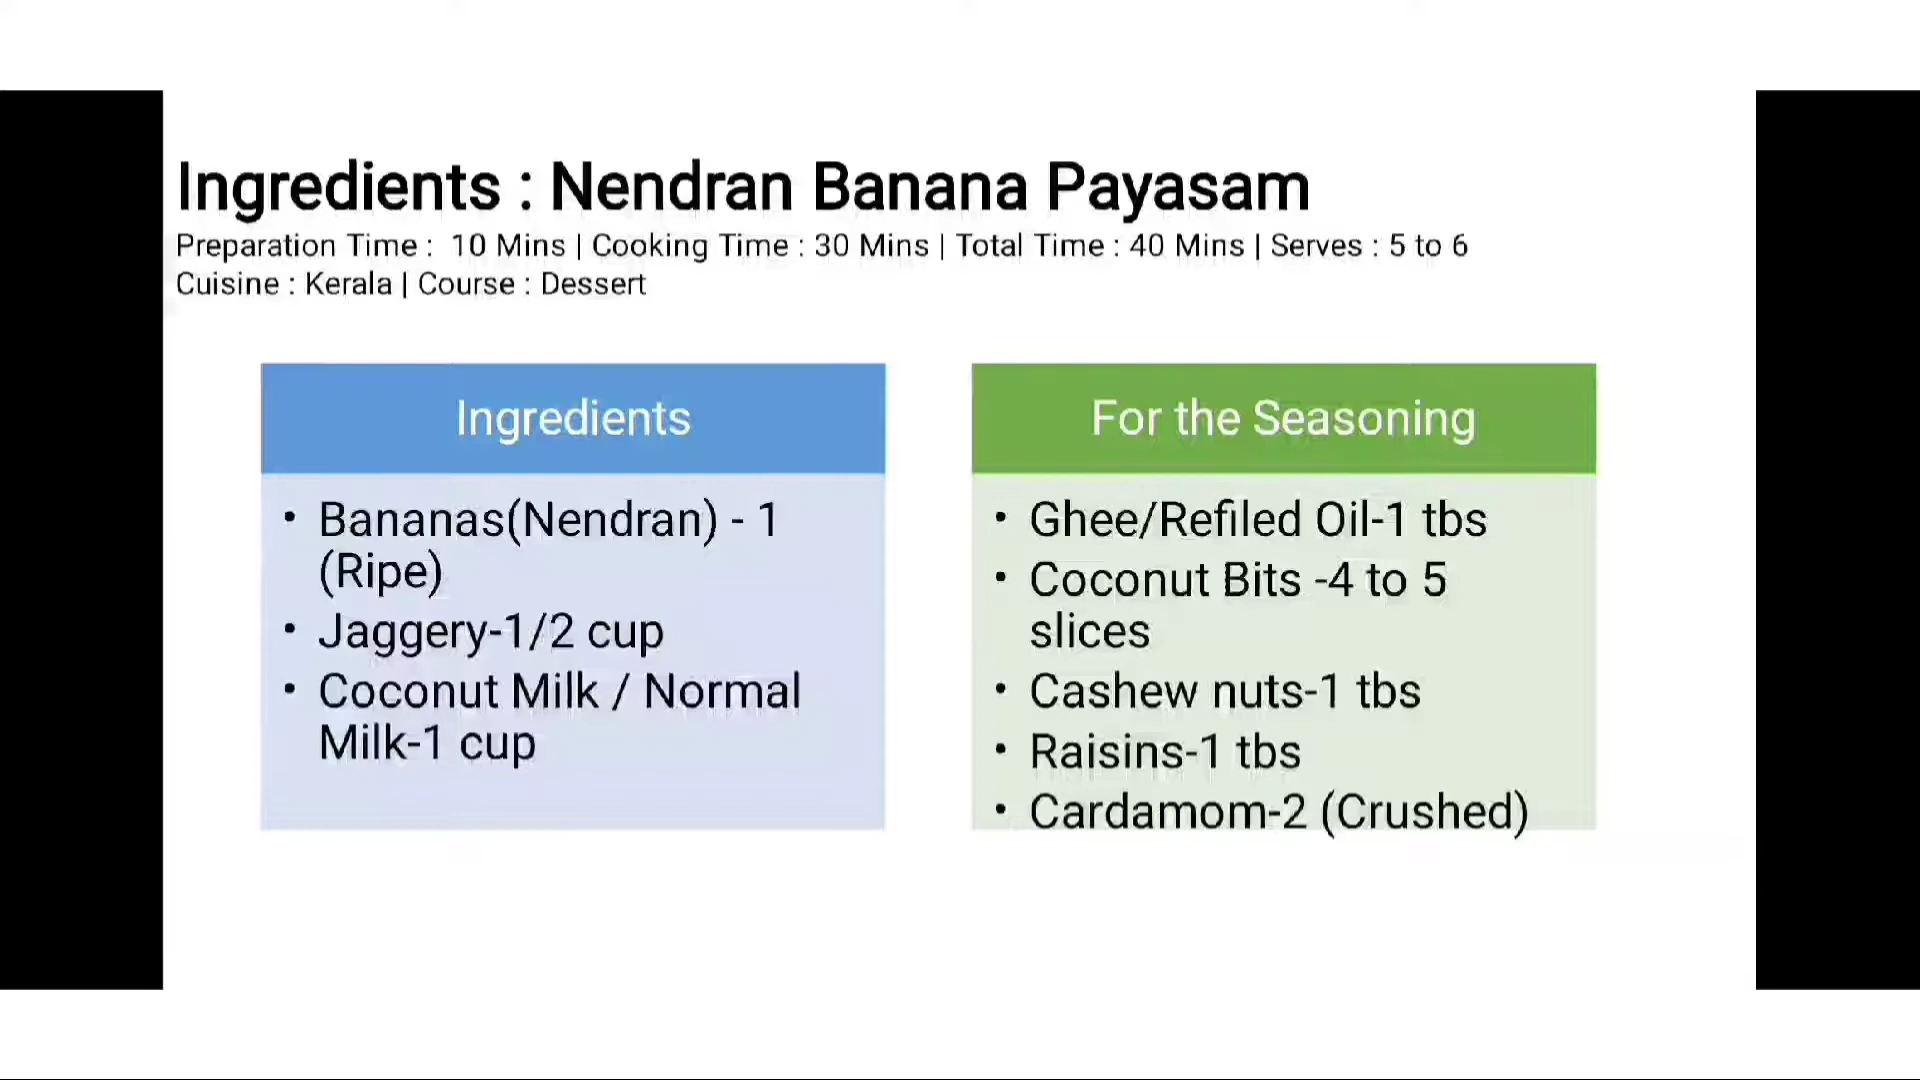 Ingredients : Nendran Banana Payasam
Preparation Time : 10 Mins | Cooking Time : 30 Mins | Total Time : 40 Mins | Serves : 5 to 6
Cuisine : Kerala | Course : Dessert
Ingredients
• Bananas(Nendran) - 1
(Ripe)
• Jaggery-1/2 cup
• Coconut Milk / Normal
Milk-1 cup
For the Seasoning
• Ghee/Refiled Oil-1 tbs
• Coconut Bits -4 to 5
slices
• Cashew nuts-1 tbs
• Raisins-1 tbs
• Cardamom-2 (Crushed)